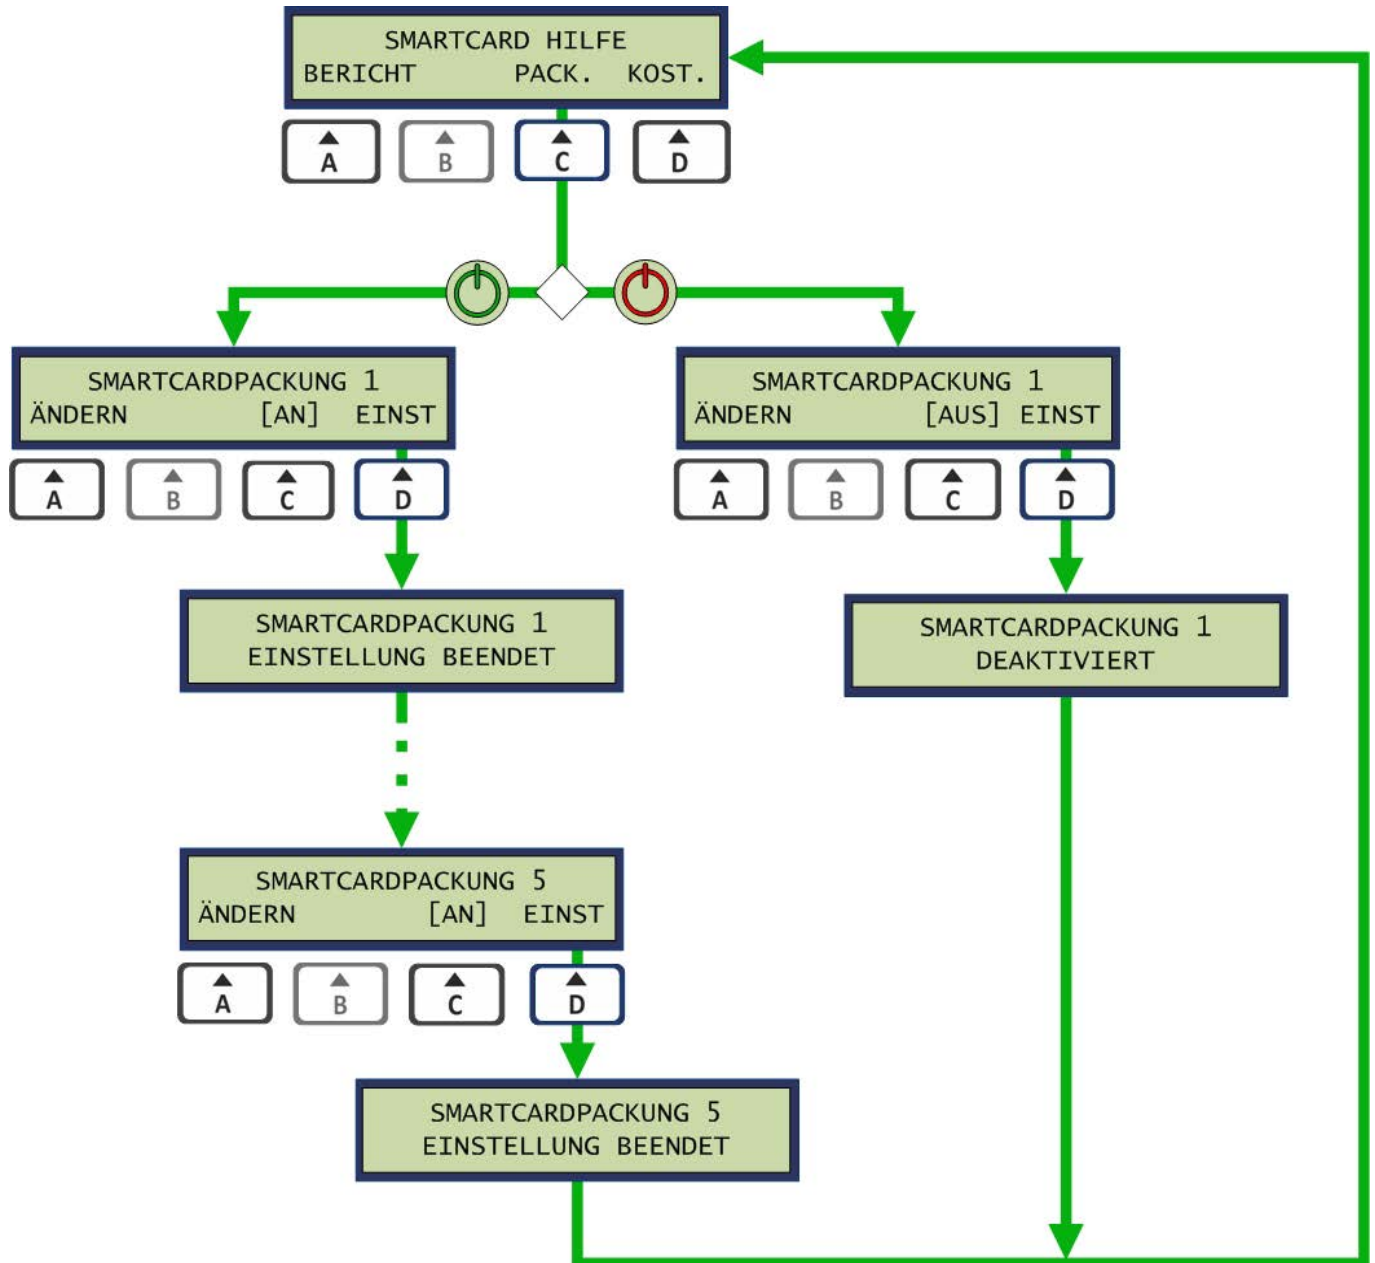 SMARTCARD HILFE
BERICHT PACK. KOST.
A B C D
SMARTCARDPACKUNG 1
ÄNDERN [AN] EINST
A B C D
SMARTCARDPACKUNG 1
ÄNDERN [AUS] EINST
A B C D
SMARTCARDPACKUNG 1
EINSTELLUNG BEENDET
SMARTCARDPACKUNG 1
DEAKTIVIERT
SMARTCARDPACKUNG 5
ÄNDERN [AN] EINST
A B C D
SMARTCARDPACKUNG 5
EINSTELLUNG BEENDET